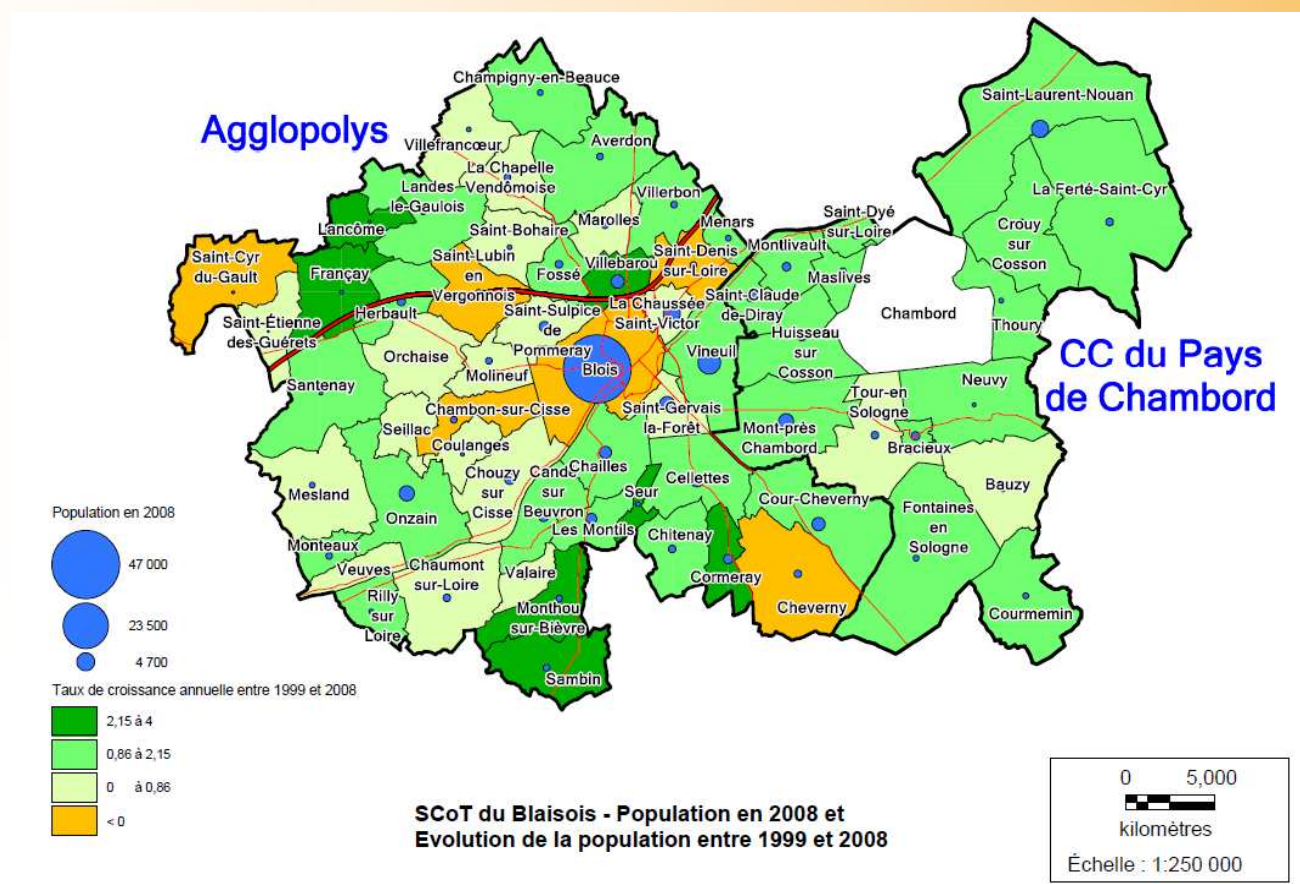 Agglopolys
CC du Pays
de Chambord
Champigny-en-Beauce
Averdon
Villefrancœur
La Chapelle
Vendômoise
Landes
le-Gaulois
Villerbon
Lancôme
Marolles
Saint-Bohaire
Menars
Saint-Laurent-Nouan
La Ferté-Saint-Cyr
Saint-Dyé
sur-Loire
Crouy
sur
Cosson
Montlivault
Maslives
Saint-Cyr
du-Gault
Françay
Saint-Lubin
en
Vergonnois
Fossé
Villebarou
Saint-Denis
sur-Loire
La Chaussée
Saint-Victor
Saint-Claude
de-Diray
Chambord
Thoury
Herbault
Saint-Étienne
des-Guérets
Saint-Sulpice
de
Pommeray
Huisseau
sur
Cosson
Orchaise
Molineuf
Blois
Vineuil
Santenay
Neuvy
Tour-en
Sologne
Chambon-sur-Cisse
Saint-Gervais
la-Forêt
Seillac
Coulanges
Mont-près
Chambord
Bracieux
Mesland
Onzain
Chouzy
sur
Cisse
Candé
sur
Beuvron
Chailles
Cellettes
Seur
Cour-Cheverny
Bauzy
Fontaines
en
Sologne
Les Montils
Chitenay
Monteaux
Veuves
Chaumont
sur-Loire
Valaire
Cormeray
Cheverny
Rilly
sur
Loire
Monthou
sur-Bièvre
Courmemin
Sambin
Population en 2008
47 000
23 500
4 700
Taux de croissance annuelle entre 1999 et 2008
2,15 à 4
0,86 à 2,15
0 à 0,86
< 0
SCoT du Blaisois - Population en 2008 et
Evolution de la population entre 1999 et 2008
0 5,000
kilomètres
Échelle : 1:250 000